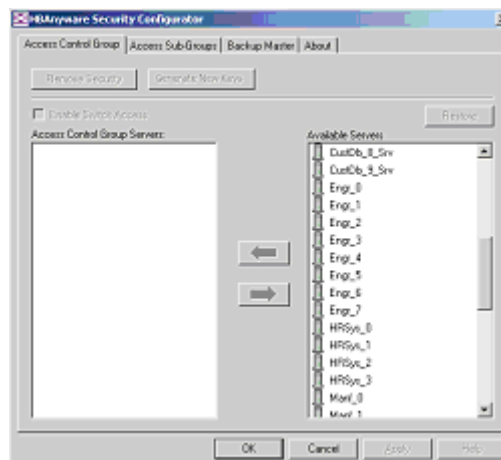 HBAnyware Security Configurator
Access Control Group
Access Sub-Groups
Backup Master
About
Remove Security
Generate New Keys
Enable Switch Access
Restore
Access Control Group Servers:
Available Servers
CustDb_8_Srv
CustDb_9_Srv
Engr_0
Engr_1
Engr_2
Engr_3
Engr_4
Engr_5
Engr_6
Engr_7
HRSys_0
HRSys_1
HRSys_2
HRSys_3
Manf_0
Manf_1
OK
Cancel
Apply
Help